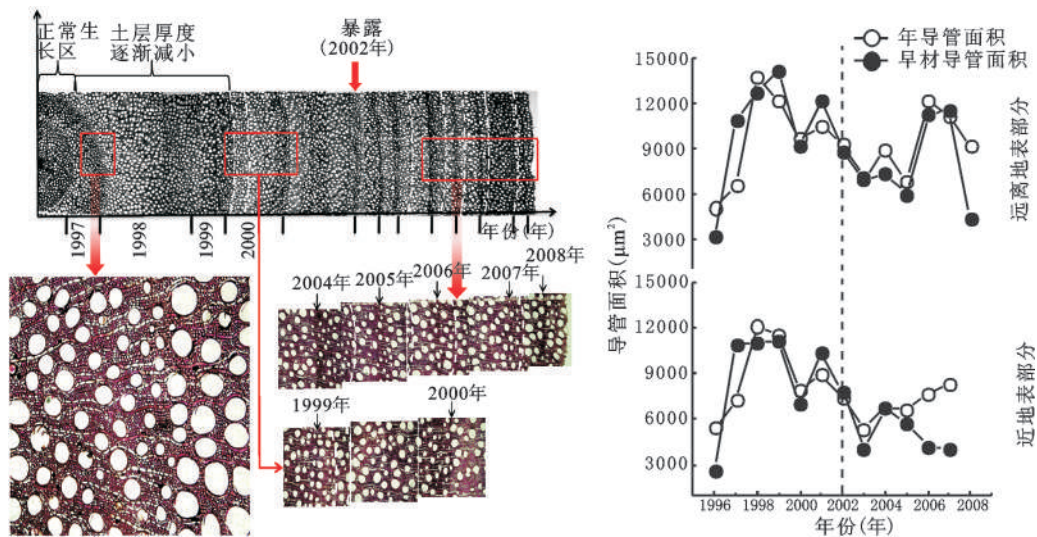 正常生
长区
土层厚度
逐渐减小
暴露
(2002年)
1997
1998
1999
2000
年份(年)
2004年
2005年
2006年
2007年
2008年
1999年
2000年
年导管面积
早材导管面积
15000
12000
9000
6000
3000
远离地表部分
导管面积(μm²)
15000
12000
9000
6000
3000
近地表部分
1996 1998 2000 2002 2004 2006 2008
年份(年)